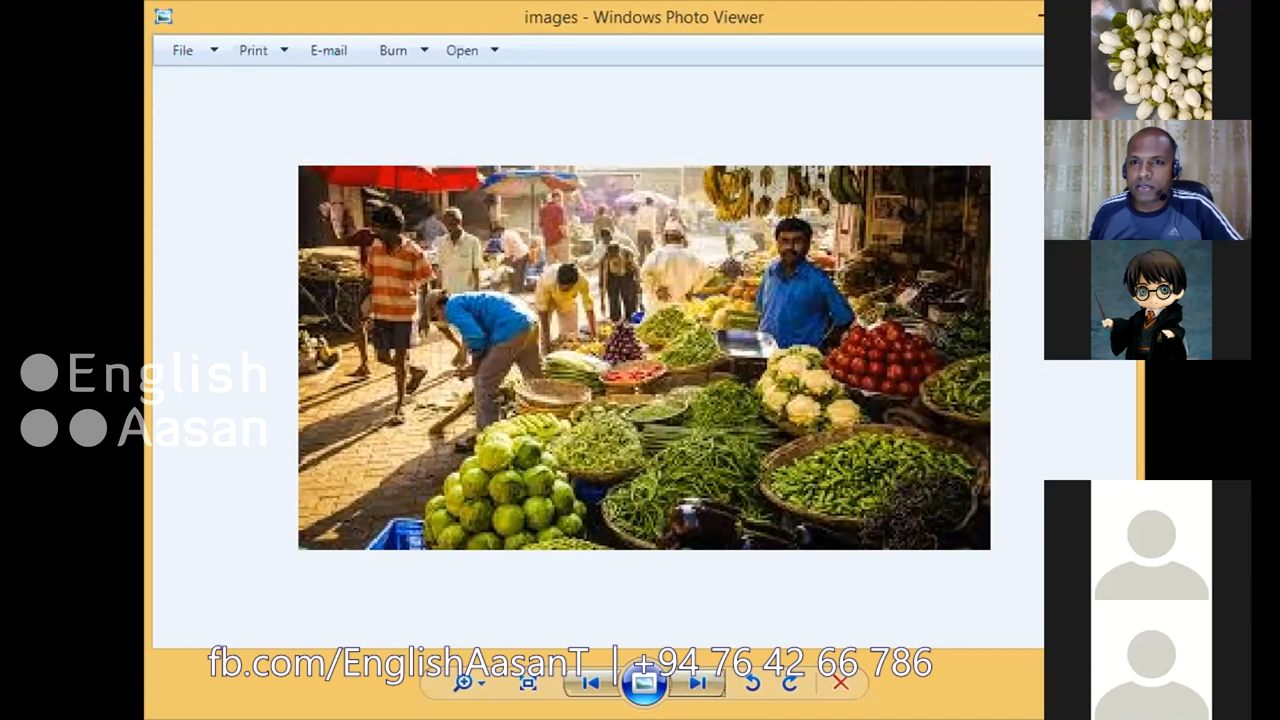 images - Windows Photo Viewer
File Print E-mail Burn Open
English
Aasan
fb.com/EnglishAasanT | +94 76 42 66 786